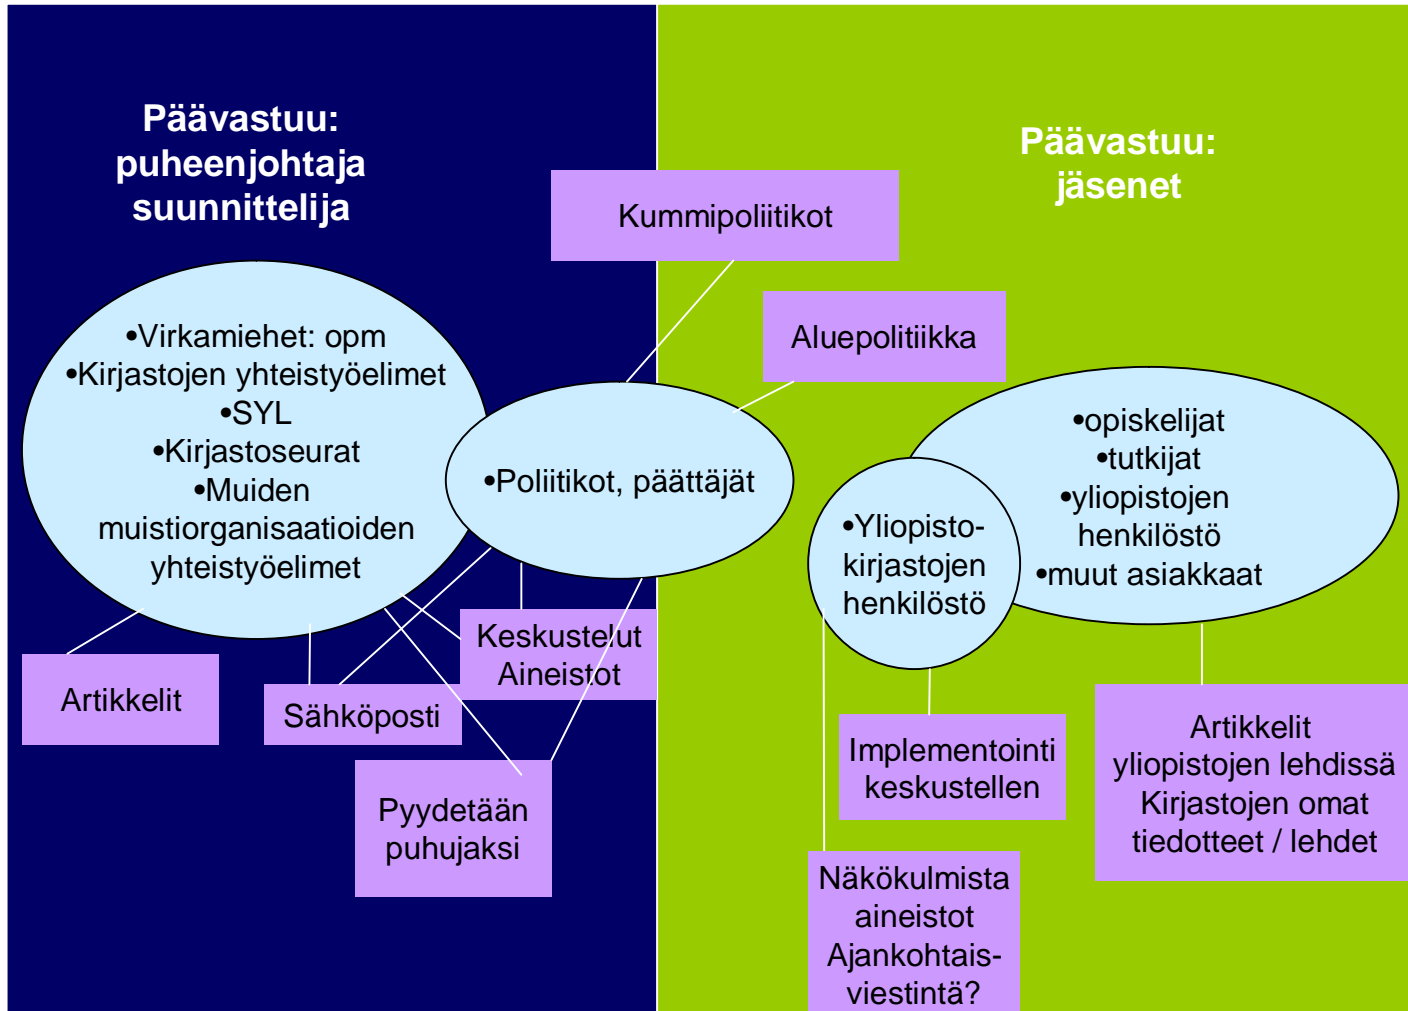 Päävastuu:
puheenjohtaja
suunnittelija
Päävastuu:
jäsenet
Kummipoliitikot
Aluepolitiikka
•Virkamiehet: opm
•Kirjastojen yhteistyöelimet
•SYL
•Kirjastoseurat
•Muiden
muistiorganisaatioiden
yhteistyöelimet
•Poliitikot, päättäjät
•Yliopisto-
kirjastojen
henkilöstö
•opiskelijat
•tutkijat
•yliopistojen
henkilöstö
•muut asiakkaat
Artikkelit
Sähköposti
Keskustelut
Aineistot
Pyydetään
puhujaksi
Implementointi
keskustellen
Näkökulmista
aineistot
Ajankohtais-
viestintä?
Artikkelit
yliopistojen lehdissä
Kirjastojen omat
tiedotteet / lehdet